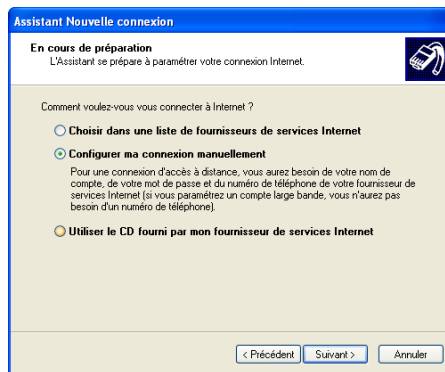 Assistant Nouvelle connexion
En cours de préparation
L'Assistant se prépare à paramétrer votre connexion Internet.
Comment voulez-vous vous connecter à Internet ?
Choisir dans une liste de fournisseurs de services Internet
Configurer ma connexion manuellement
Pour une connexion d'accès à distance, vous aurez besoin de votre nom de
compte, de votre mot de passe et du numéro de téléphone de votre fournisseur de
services Internet (si vous paramétrez un compte large bande, vous n'aurez pas
besoin d'un numéro de téléphone).
Utiliser le CD fourni par mon fournisseur de services Internet
< Précédent Suivant > Annuler